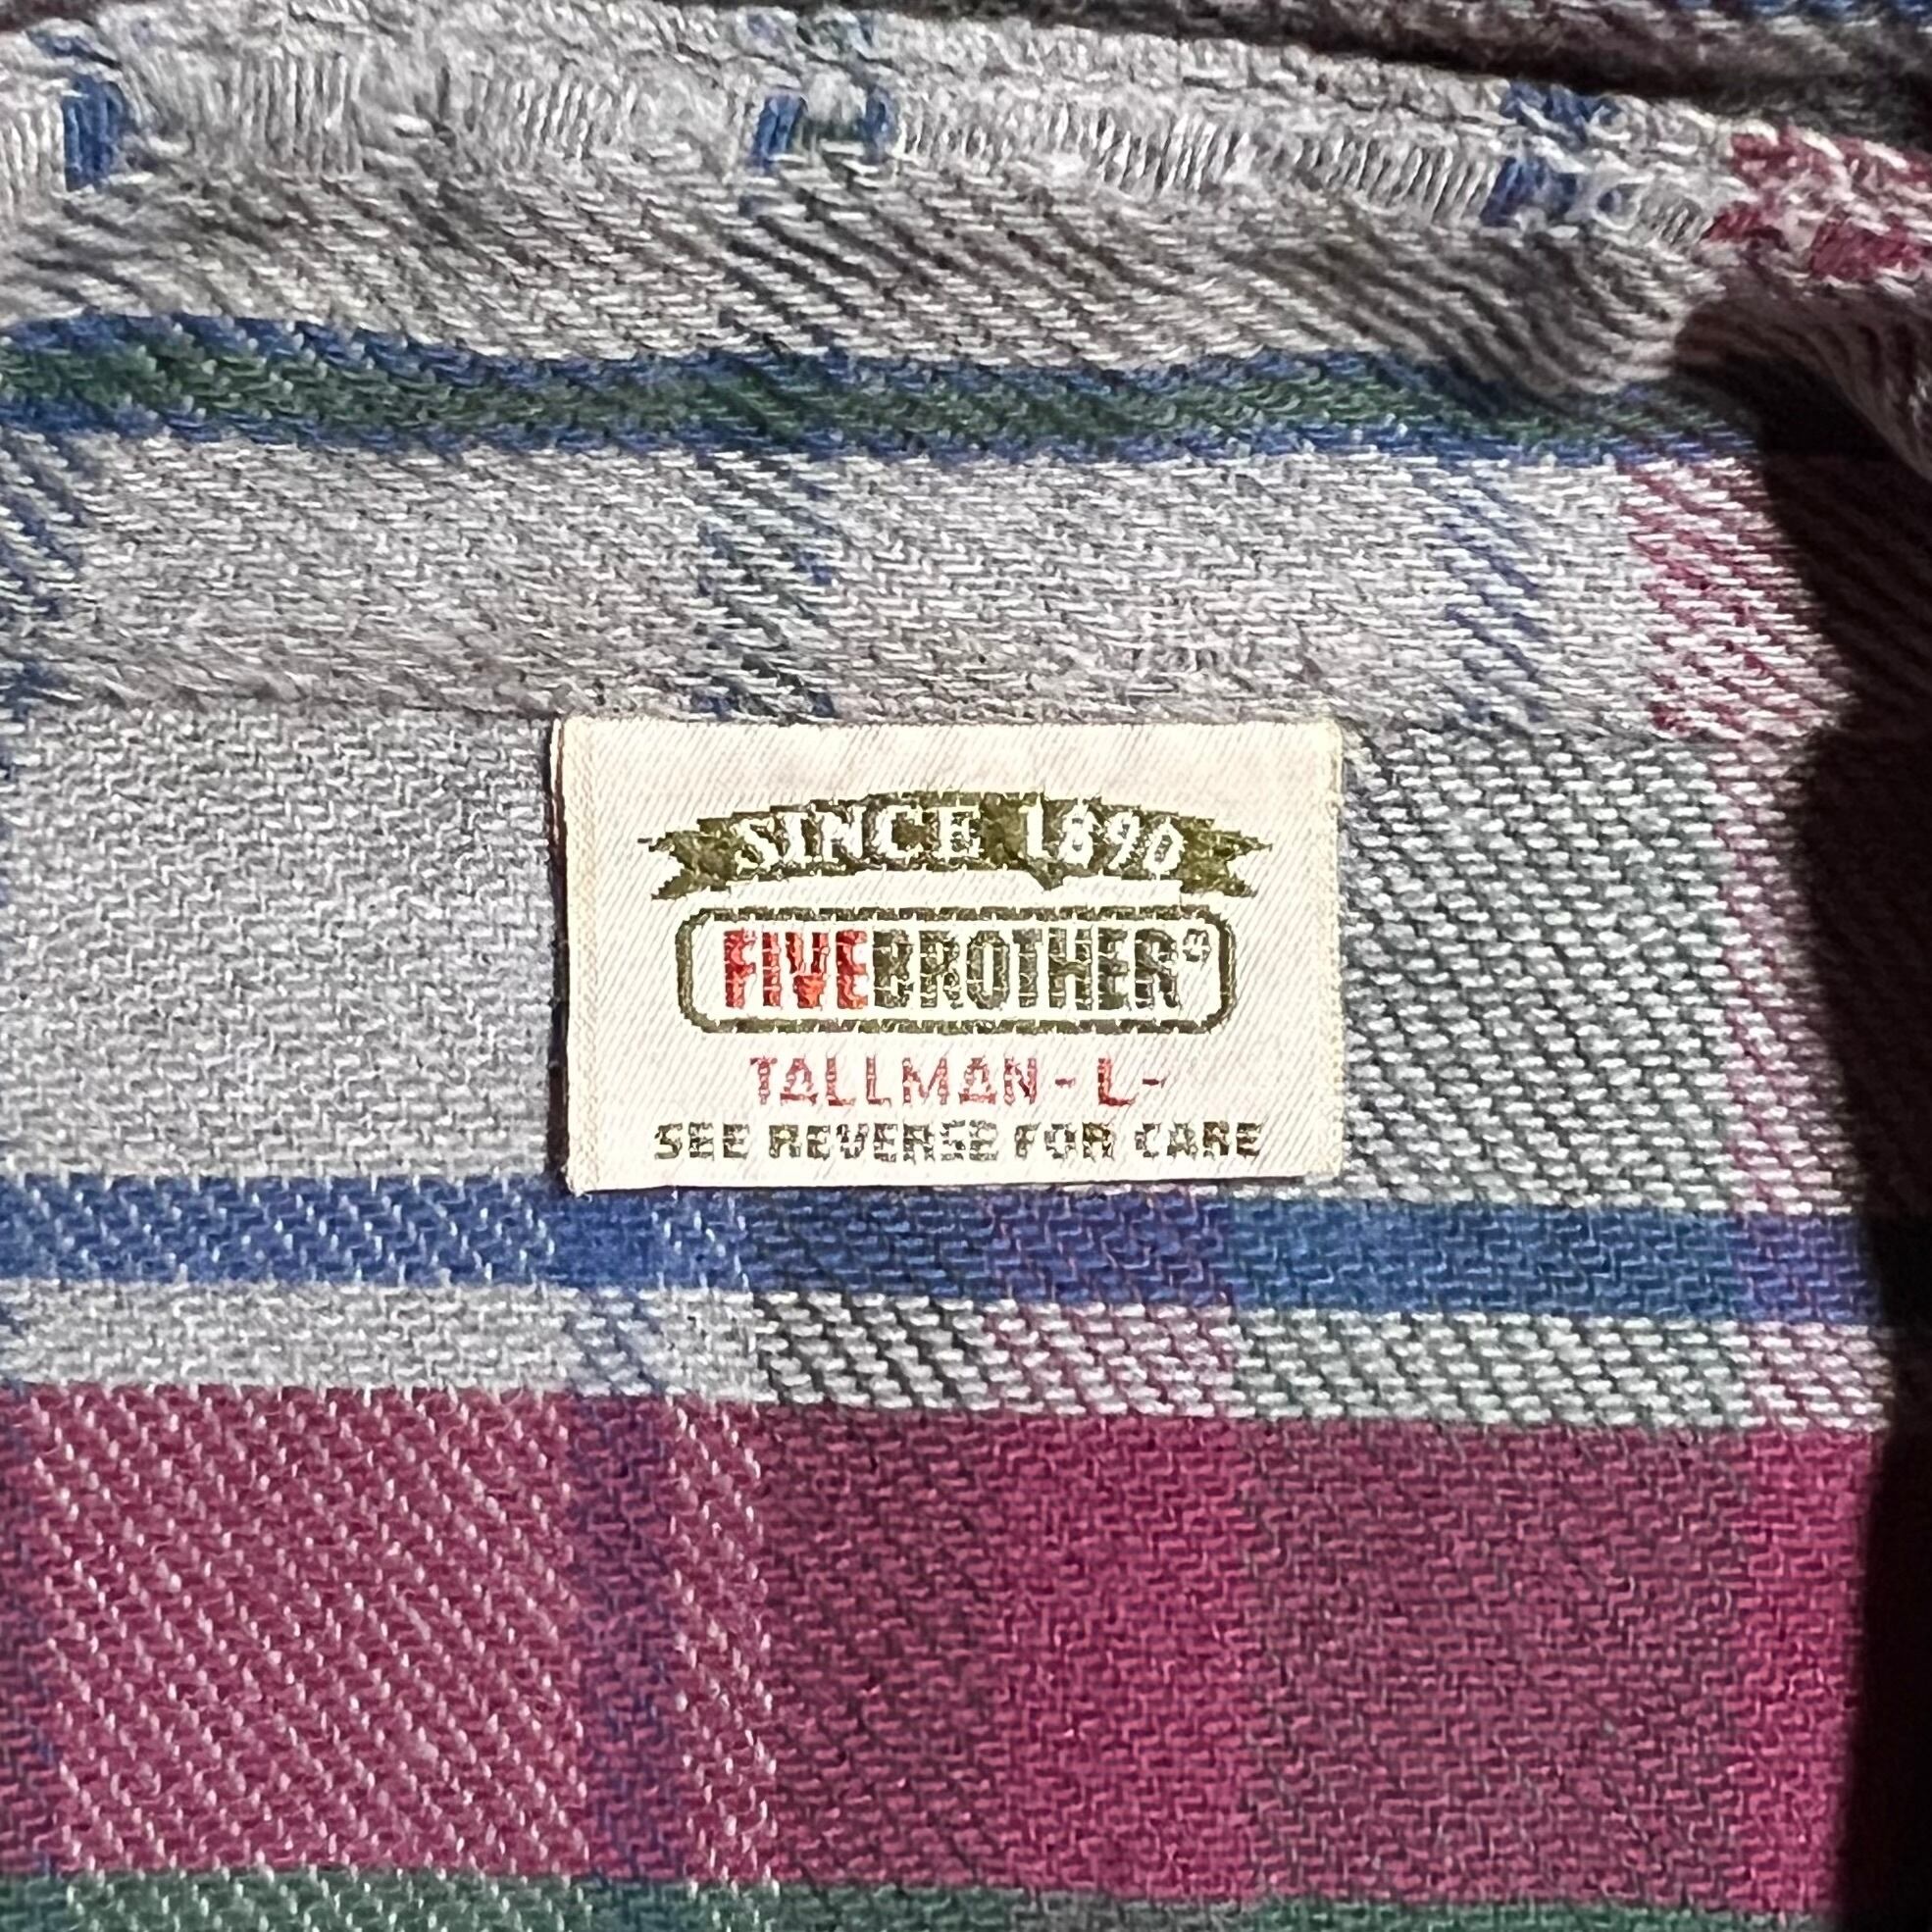 SINCE 1890
FIVEBROTHER®
TALLMAN - L -
SEE REVERSE FOR CARE